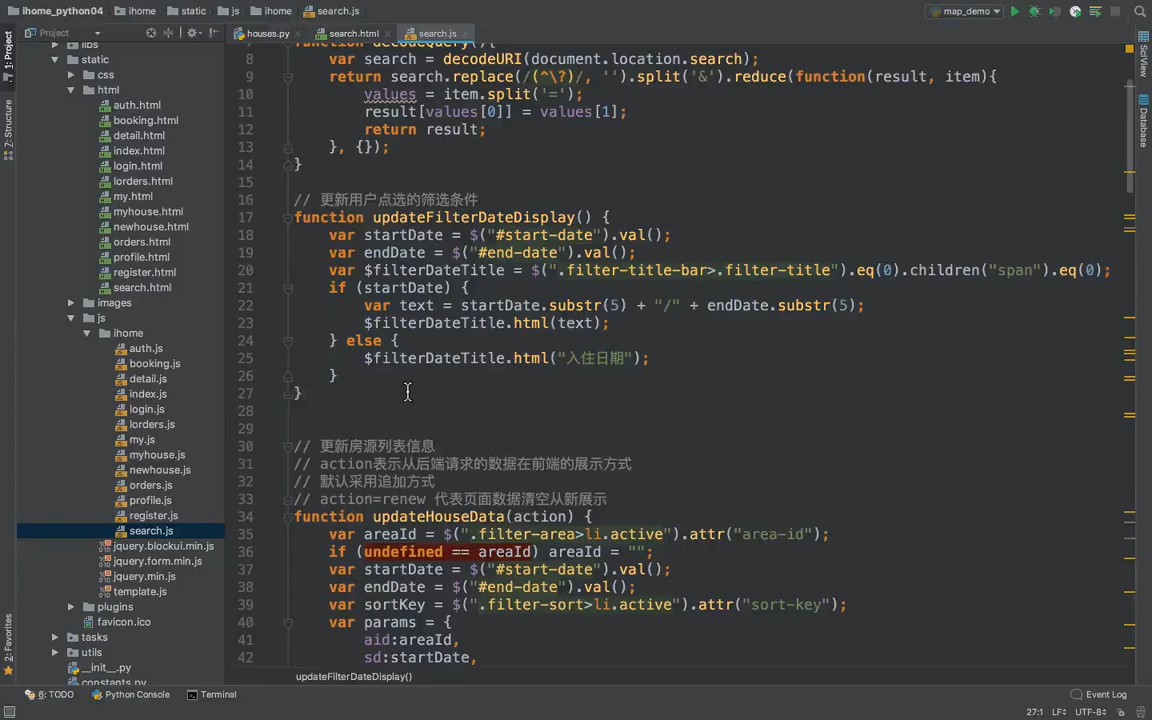 ihome_python04 ihome static js ihome search.js map_demo
Project houses.py search.html search.js
1: Project
7: Structure
2: Favorites
SciView
Database
libs
static
css
html
auth.html
booking.html
detail.html
index.html
login.html
lorders.html
my.html
myhouse.html
newhouse.html
orders.html
profile.html
register.html
search.html
images
js
ihome
auth.js
booking.js
detail.js
index.js
login.js
lorders.js
my.js
myhouse.js
newhouse.js
orders.js
profile.js
register.js
search.js
jquery.blockui.min.js
jquery.form.min.js
jquery.min.js
template.js
plugins
favicon.ico
tasks
utils
__init__.py
constants.py
7 function decodeQuery(){
8 var search = decodeURI(document.location.search);
9 return search.replace(/(^\?)/, '').split('&').reduce(function(result, item){
10 values = item.split('=');
11 result[values[0]] = values[1];
12 return result;
13 }, {});
14 }
15
16 // 更新用户点选的筛选条件
17 function updateFilterDateDisplay() {
18 var startDate = $("#start-date").val();
19 var endDate = $("#end-date").val();
20 var $filterDateTitle = $(".filter-title-bar>.filter-title").eq(0).children("span").eq(0);
21 if (startDate) {
22 var text = startDate.substr(5) + "/" + endDate.substr(5);
23 $filterDateTitle.html(text);
24 } else {
25 $filterDateTitle.html("入住日期");
26 }
27 }
28
29
30 // 更新房源列表信息
31 // action表示从后端请求的数据在前端的展示方式
32 // 默认采用追加方式
33 // action=renew 代表页面数据清空从新展示
34 function updateHouseData(action) {
35 var areaId = $(".filter-area>li.active").attr("area-id");
36 if (undefined == areaId) areaId = "";
37 var startDate = $("#start-date").val();
38 var endDate = $("#end-date").val();
39 var sortKey = $(".filter-sort>li.active").attr("sort-key");
40 var params = {
41 aid:areaId,
42 sd:startDate,
updateFilterDateDisplay()
6: TODO Python Console Terminal Event Log
27:1 LF÷ UTF-8÷